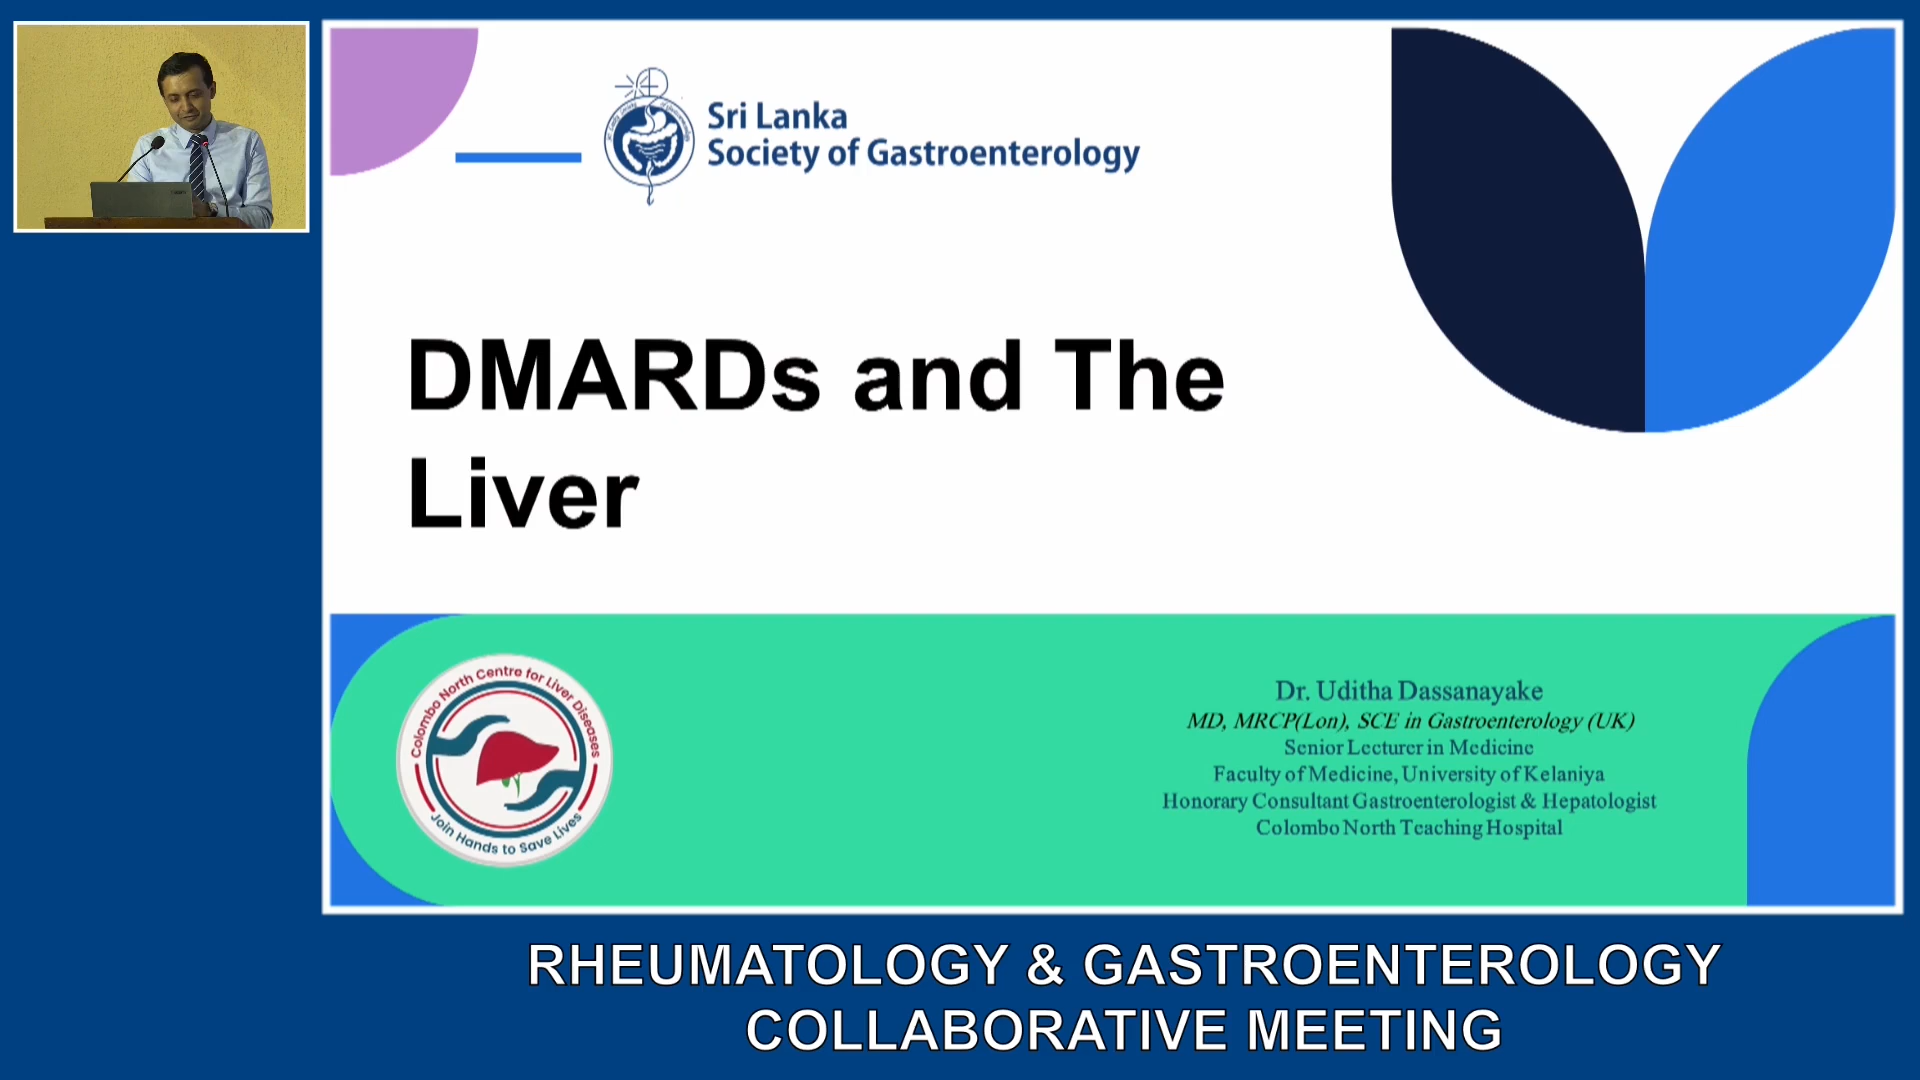 Sri Lanka
Society of Gastroenterology
DMARDs and The
Liver
Colombo North Centre for Liver Diseases
Join Hands to Save Lives
Dr. Uditha Dassanayake
MD, MRCP(Lon), SCE in Gastroenterology (UK)
Senior Lecturer in Medicine
Faculty of Medicine, University of Kelaniya
Honorary Consultant Gastroenterologist & Hepatologist
Colombo North Teaching Hospital
RHEUMATOLOGY & GASTROENTEROLOGY
COLLABORATIVE MEETING